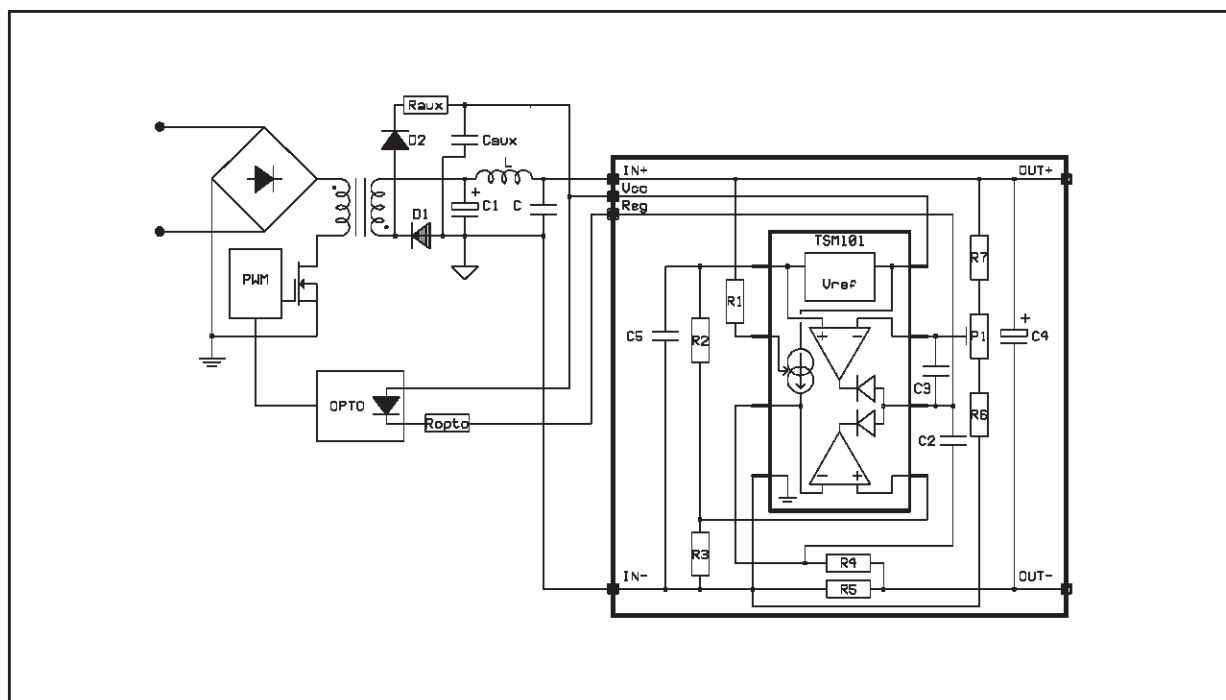 Raux
D2
Caux
L
IN+
OUT+
Vcc
Reg
+
C1
C
D1
TSM101
PWM
Vref
R7
R1
+
-
P1
+
C4
C5
R2
C3
OPTO
R6
Ropto
C2
-
+
R3
R4
IN-
OUT-
R5